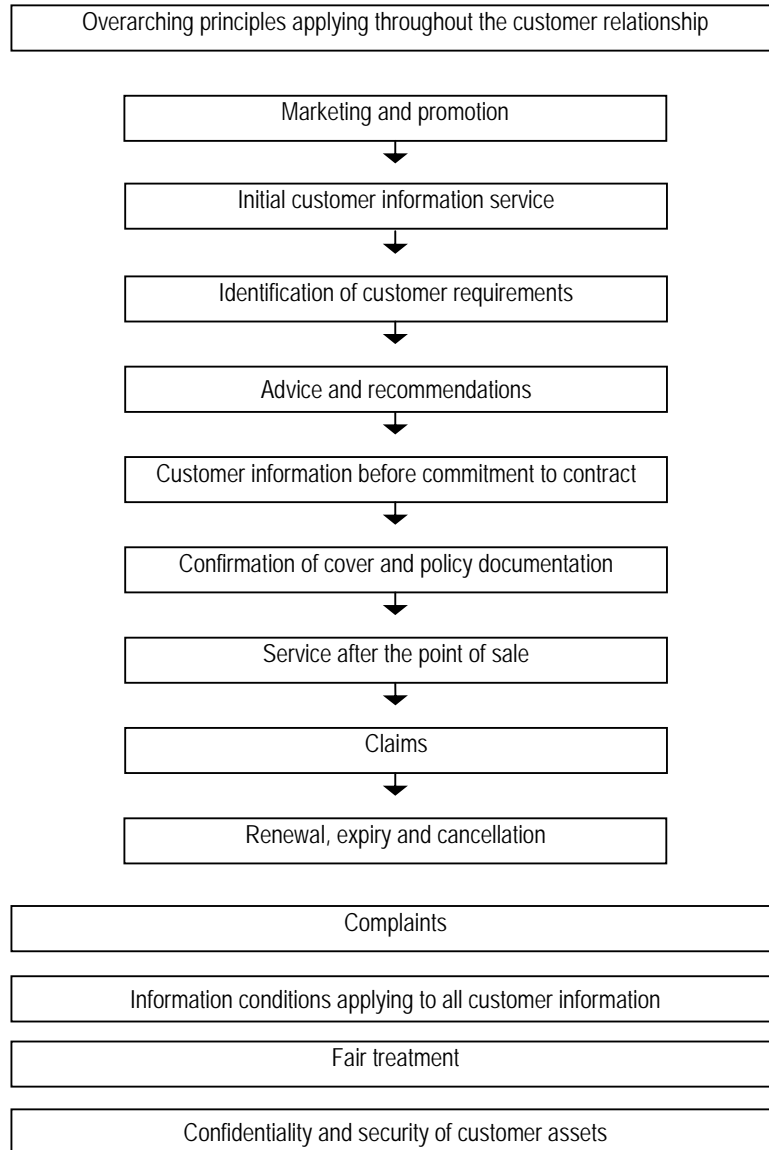 Overarching principles applying throughout the customer relationship
Marketing and promotion
Initial customer information service
Identification of customer requirements
Advice and recommendations
Customer information before commitment to contract
Confirmation of cover and policy documentation
Service after the point of sale
Claims
Renewal, expiry and cancellation
Complaints
Information conditions applying to all customer information
Fair treatment
Confidentiality and security of customer assets